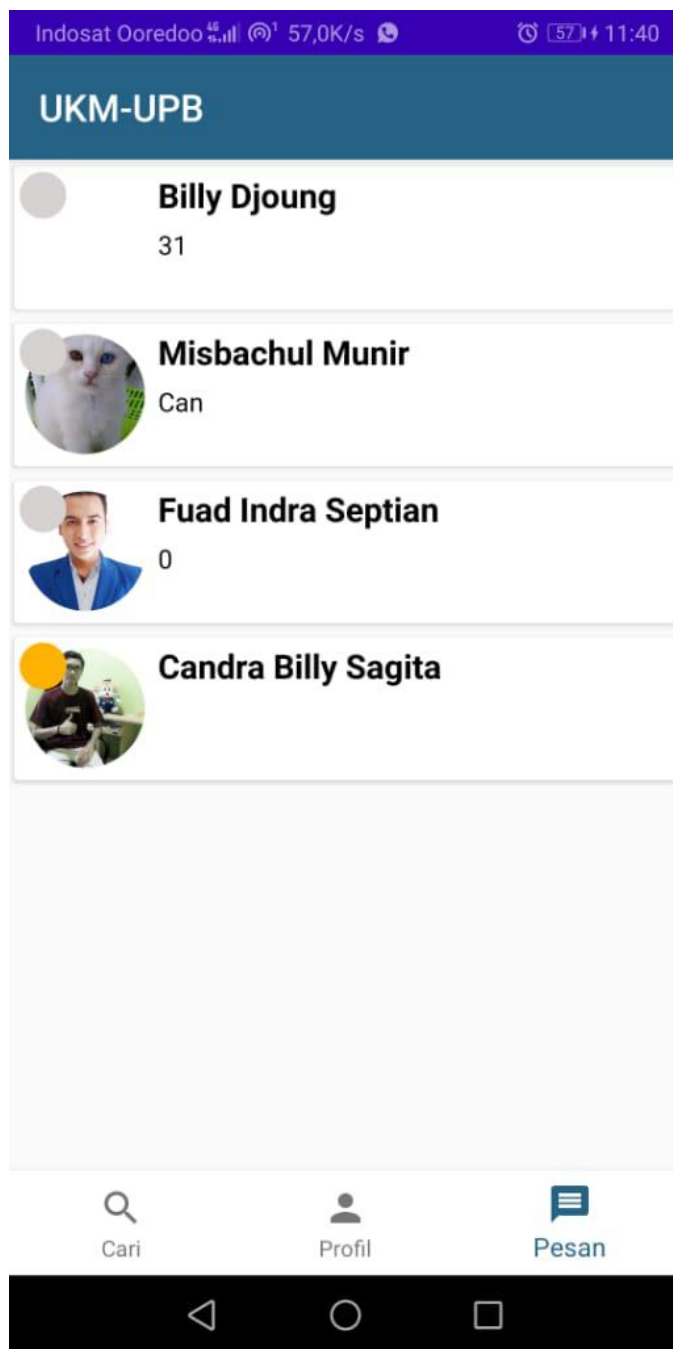 Indosat Ooredoo 57,0K/s 57 11:40
UKM-UPB
Billy Djoung
31
Misbachul Munir
Can
Fuad Indra Septian
0
Candra Billy Sagita
Cari Profil Pesan